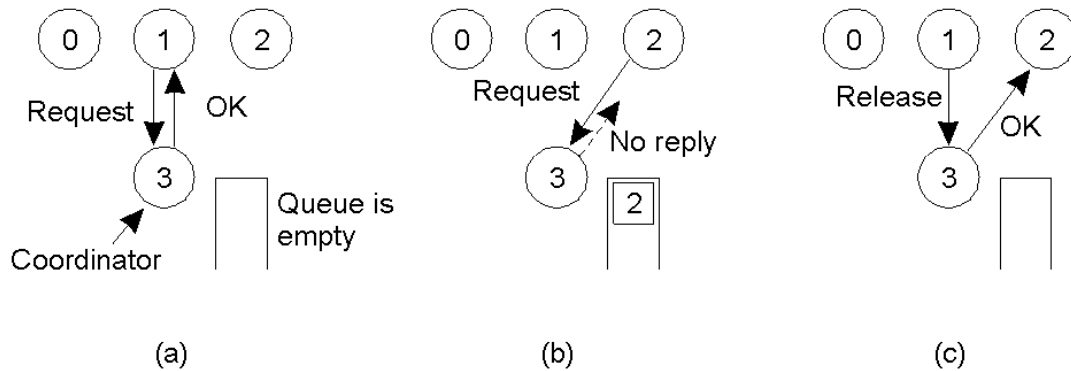 0 1 2
Request OK
3
Coordinator
Queue is
empty
(a)
0 1 2
Request
No reply
3
2
(b)
0 1 2
Release
OK
3
(c)